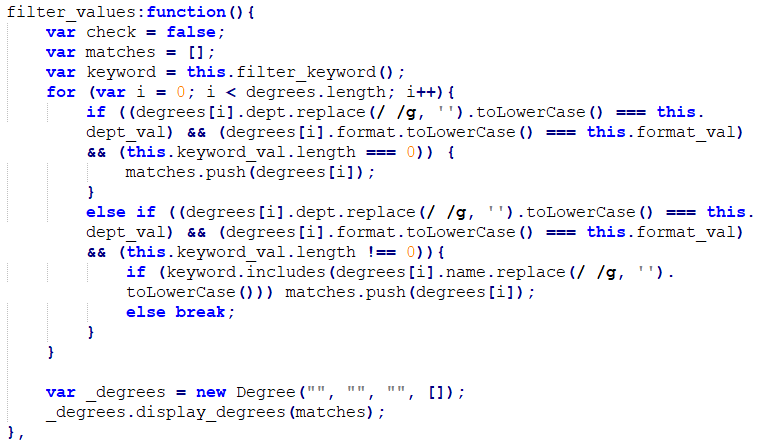 filter_values:function(){
var check = false;
var matches = [];
var keyword = this.filter_keyword();
for (var i = 0; i < degrees.length; i++){
if ((degrees[i].dept.replace(/ /g, '').toLowerCase() === this.
dept_val) && (degrees[i].format.toLowerCase() === this.format_val)
&& (this.keyword_val.length === 0)) {
matches.push(degrees[i]);
}
else if ((degrees[i].dept.replace(/ /g, '').toLowerCase() === this.
dept_val) && (degrees[i].format.toLowerCase() === this.format_val)
&& (this.keyword_val.length !== 0)){
if (keyword.includes(degrees[i].name.replace(/ /g, '').
toLowerCase())) matches.push(degrees[i]);
else break;
}
}
var _degrees = new Degree("", "", "", []);
_degrees.display_degrees(matches);
},